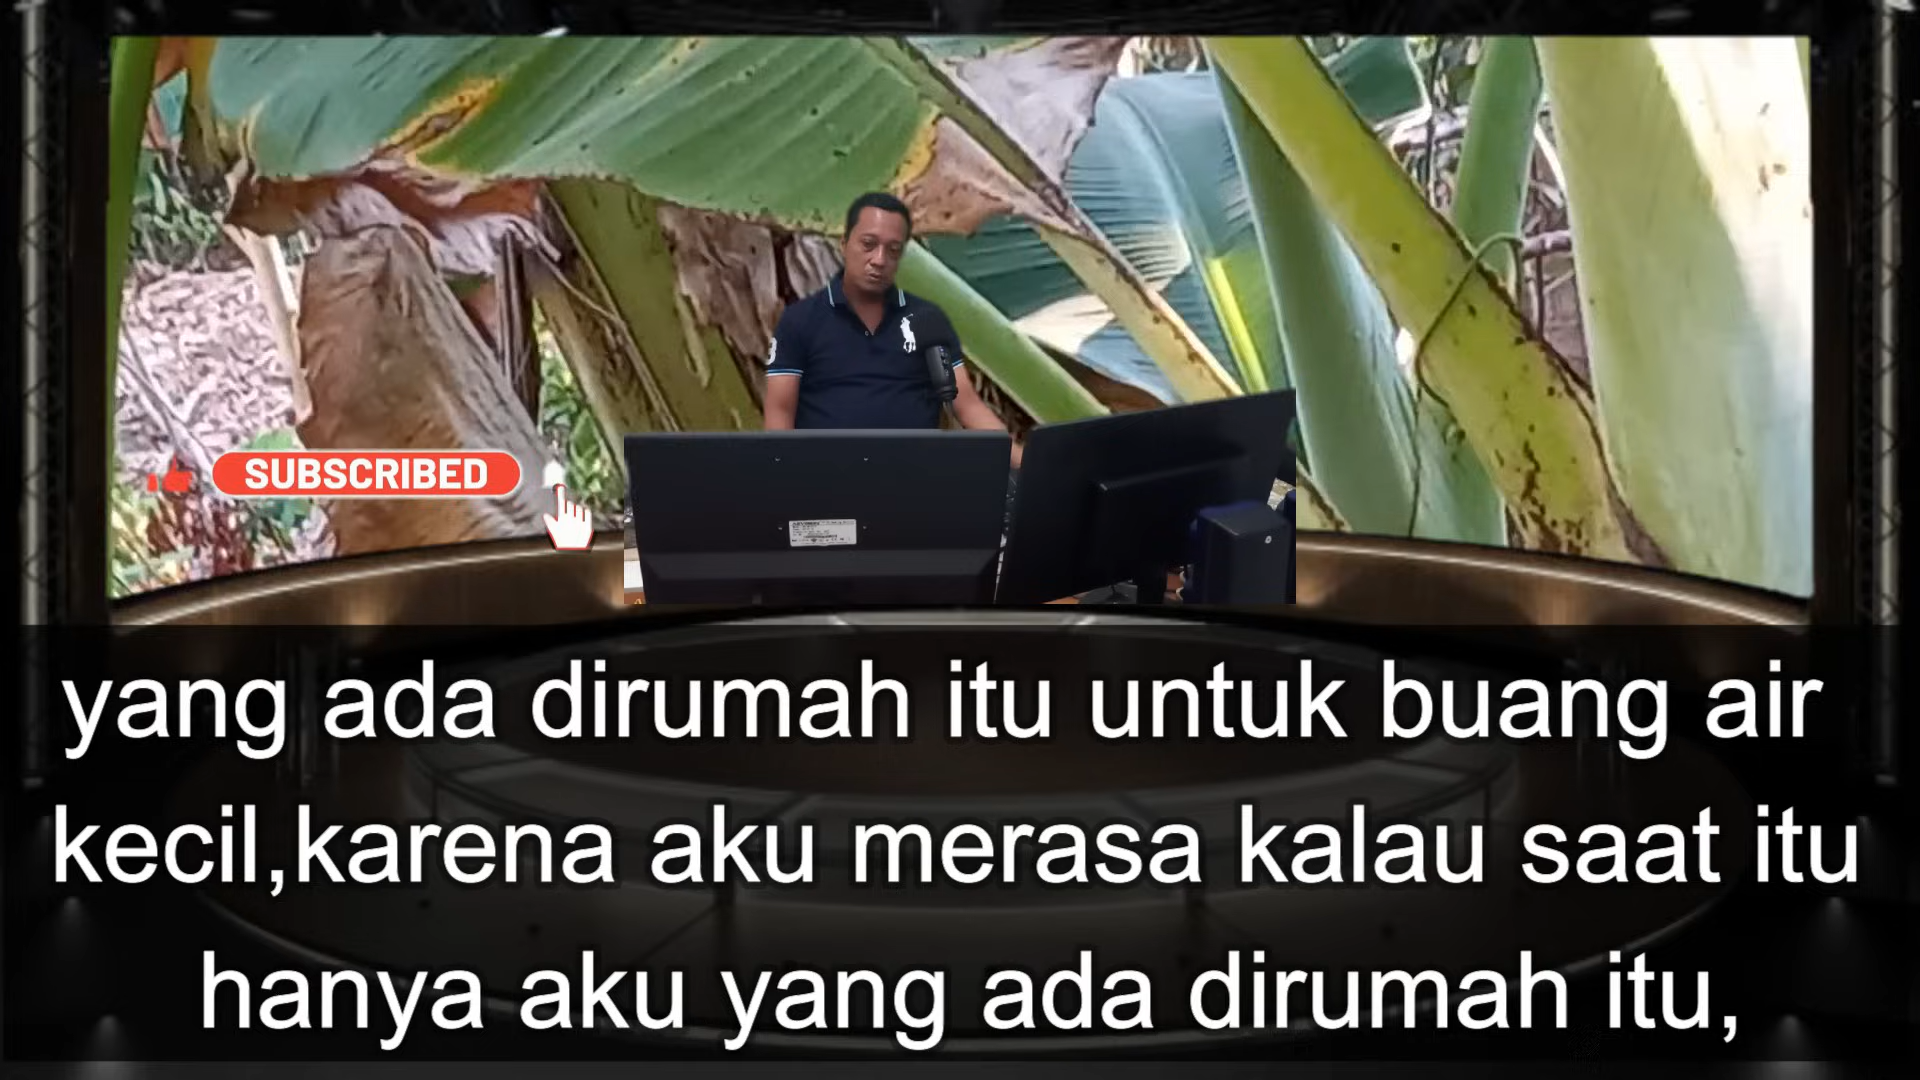 3
SUBSCRIBED
yang ada dirumah itu untuk buang air
kecil,karena aku merasa kalau saat itu
hanya aku yang ada dirumah itu,